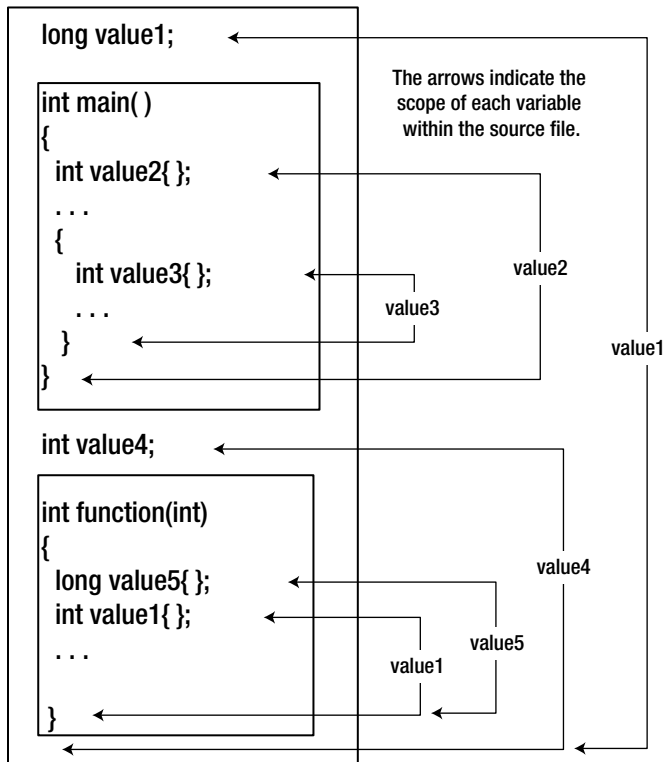 long value1;
The arrows indicate the
scope of each variable
within the source file.
int main( )
{
int value2{ };
. . .
{
int value3{ };
. . .
}
}
value3
value2
value1
int value4;
int function(int)
{
long value5{ };
int value1{ };
. . .
}
value1
value5
value4